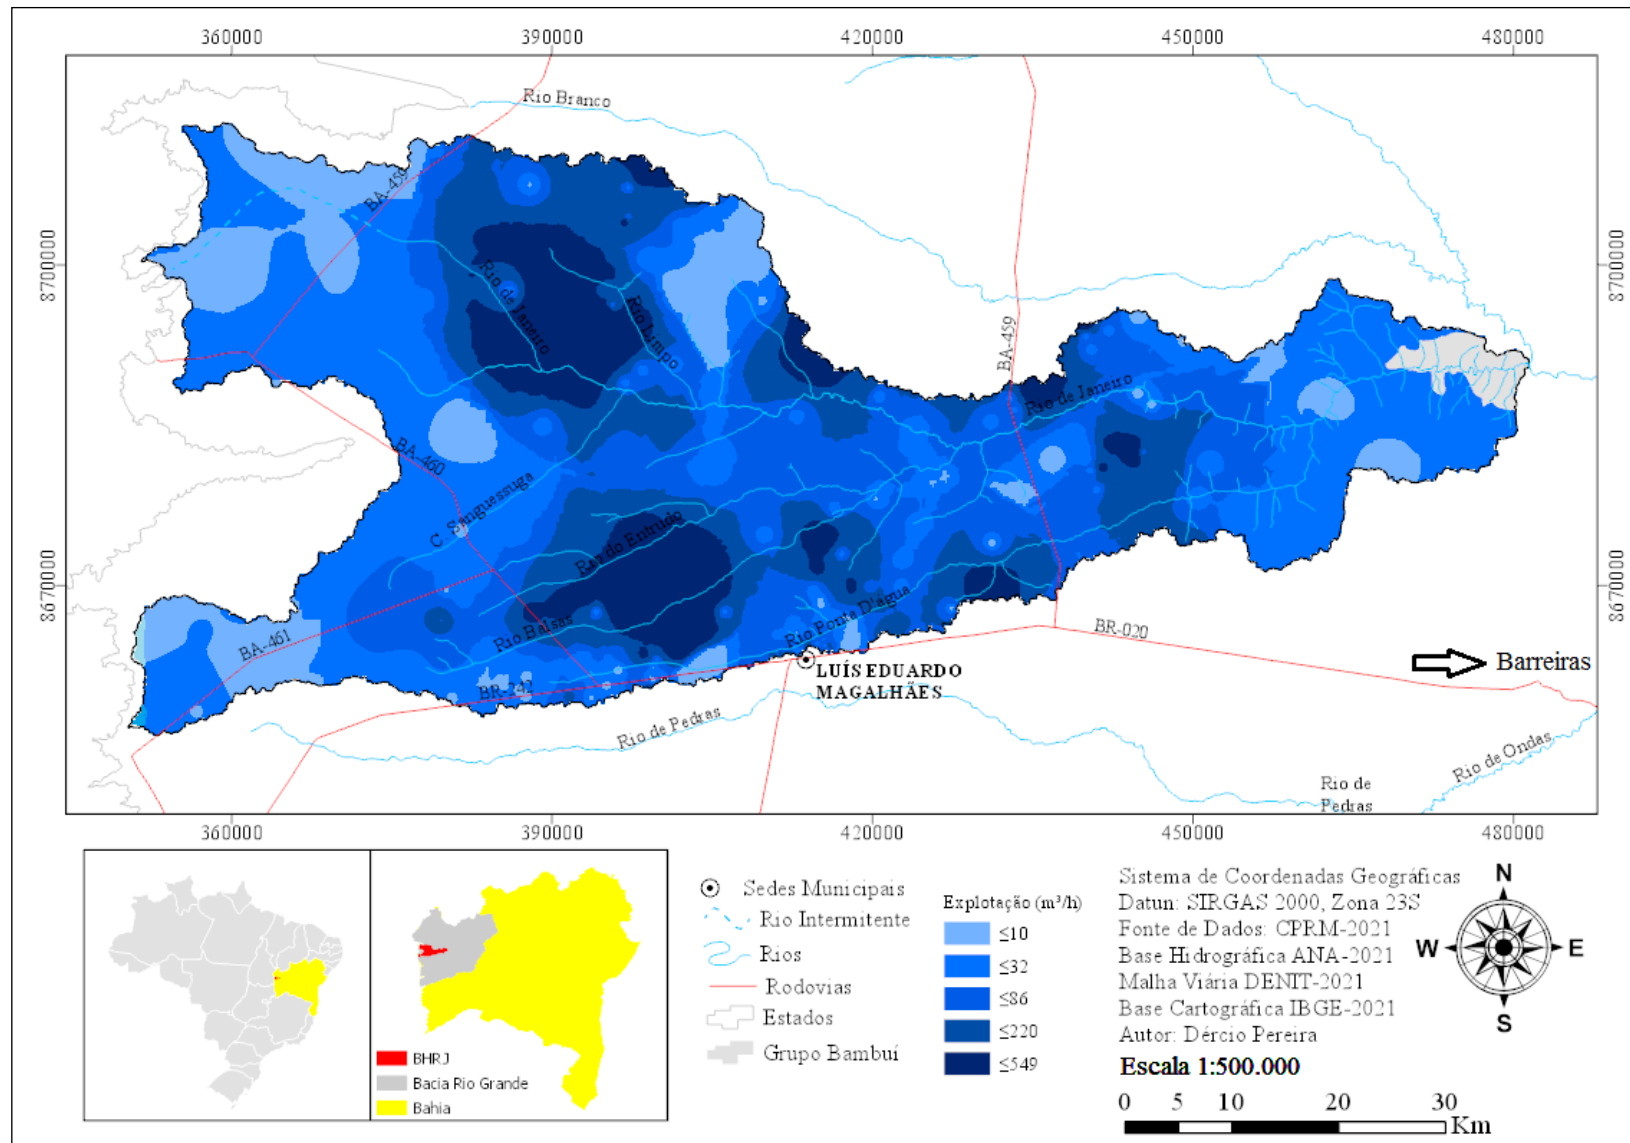 360000
390000
420000
450000
480000
Rio Branco
BA-459
8700000
8700000
Rio de Janeiro
Rio Limpo
BA-459
Rio de Janeiro
BA-460
C. Sanguessuga
Rio do Entrudo
8670000
8670000
Rio Balsas
Rio Ponta D'água
BA-461
BR-020
Barreiras
LUÍS EDUARDO
MAGALHÃES
BR-242
Rio de Pedras
Rio de Ondas
Rio de
Pedras
360000
390000
420000
450000
480000
BHRJ
Bacia Rio Grande
Bahia
Sedes Municipais
Rio Intermitente
Rios
Rodovias
Estados
Grupo Bambuí
Explotação (m³/h)
≤10
≤32
≤86
≤220
≤549
Sistema de Coordenadas Geográficas
Datun: SIRGAS 2000, Zona 23S
Fonte de Dados: CPRM-2021
Base Hidrográfica ANA-2021
Malha Viária DENIT-2021
Base Cartográfica IBGE-2021
Autor: Dércio Pereira
Escala 1:500.000
0 5 10 20 30
Km
N
W
E
S